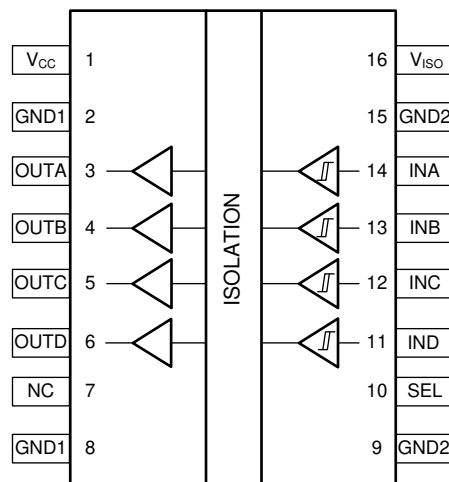 VCC 1 16 VISO
GND1 2 15 GND2
OUTA 3 14 INA
OUTB 4 13 INB
OUTC 5 12 INC
OUTD 6 11 IND
NC 7 10 SEL
GND1 8 9 GND2
ISOLATION